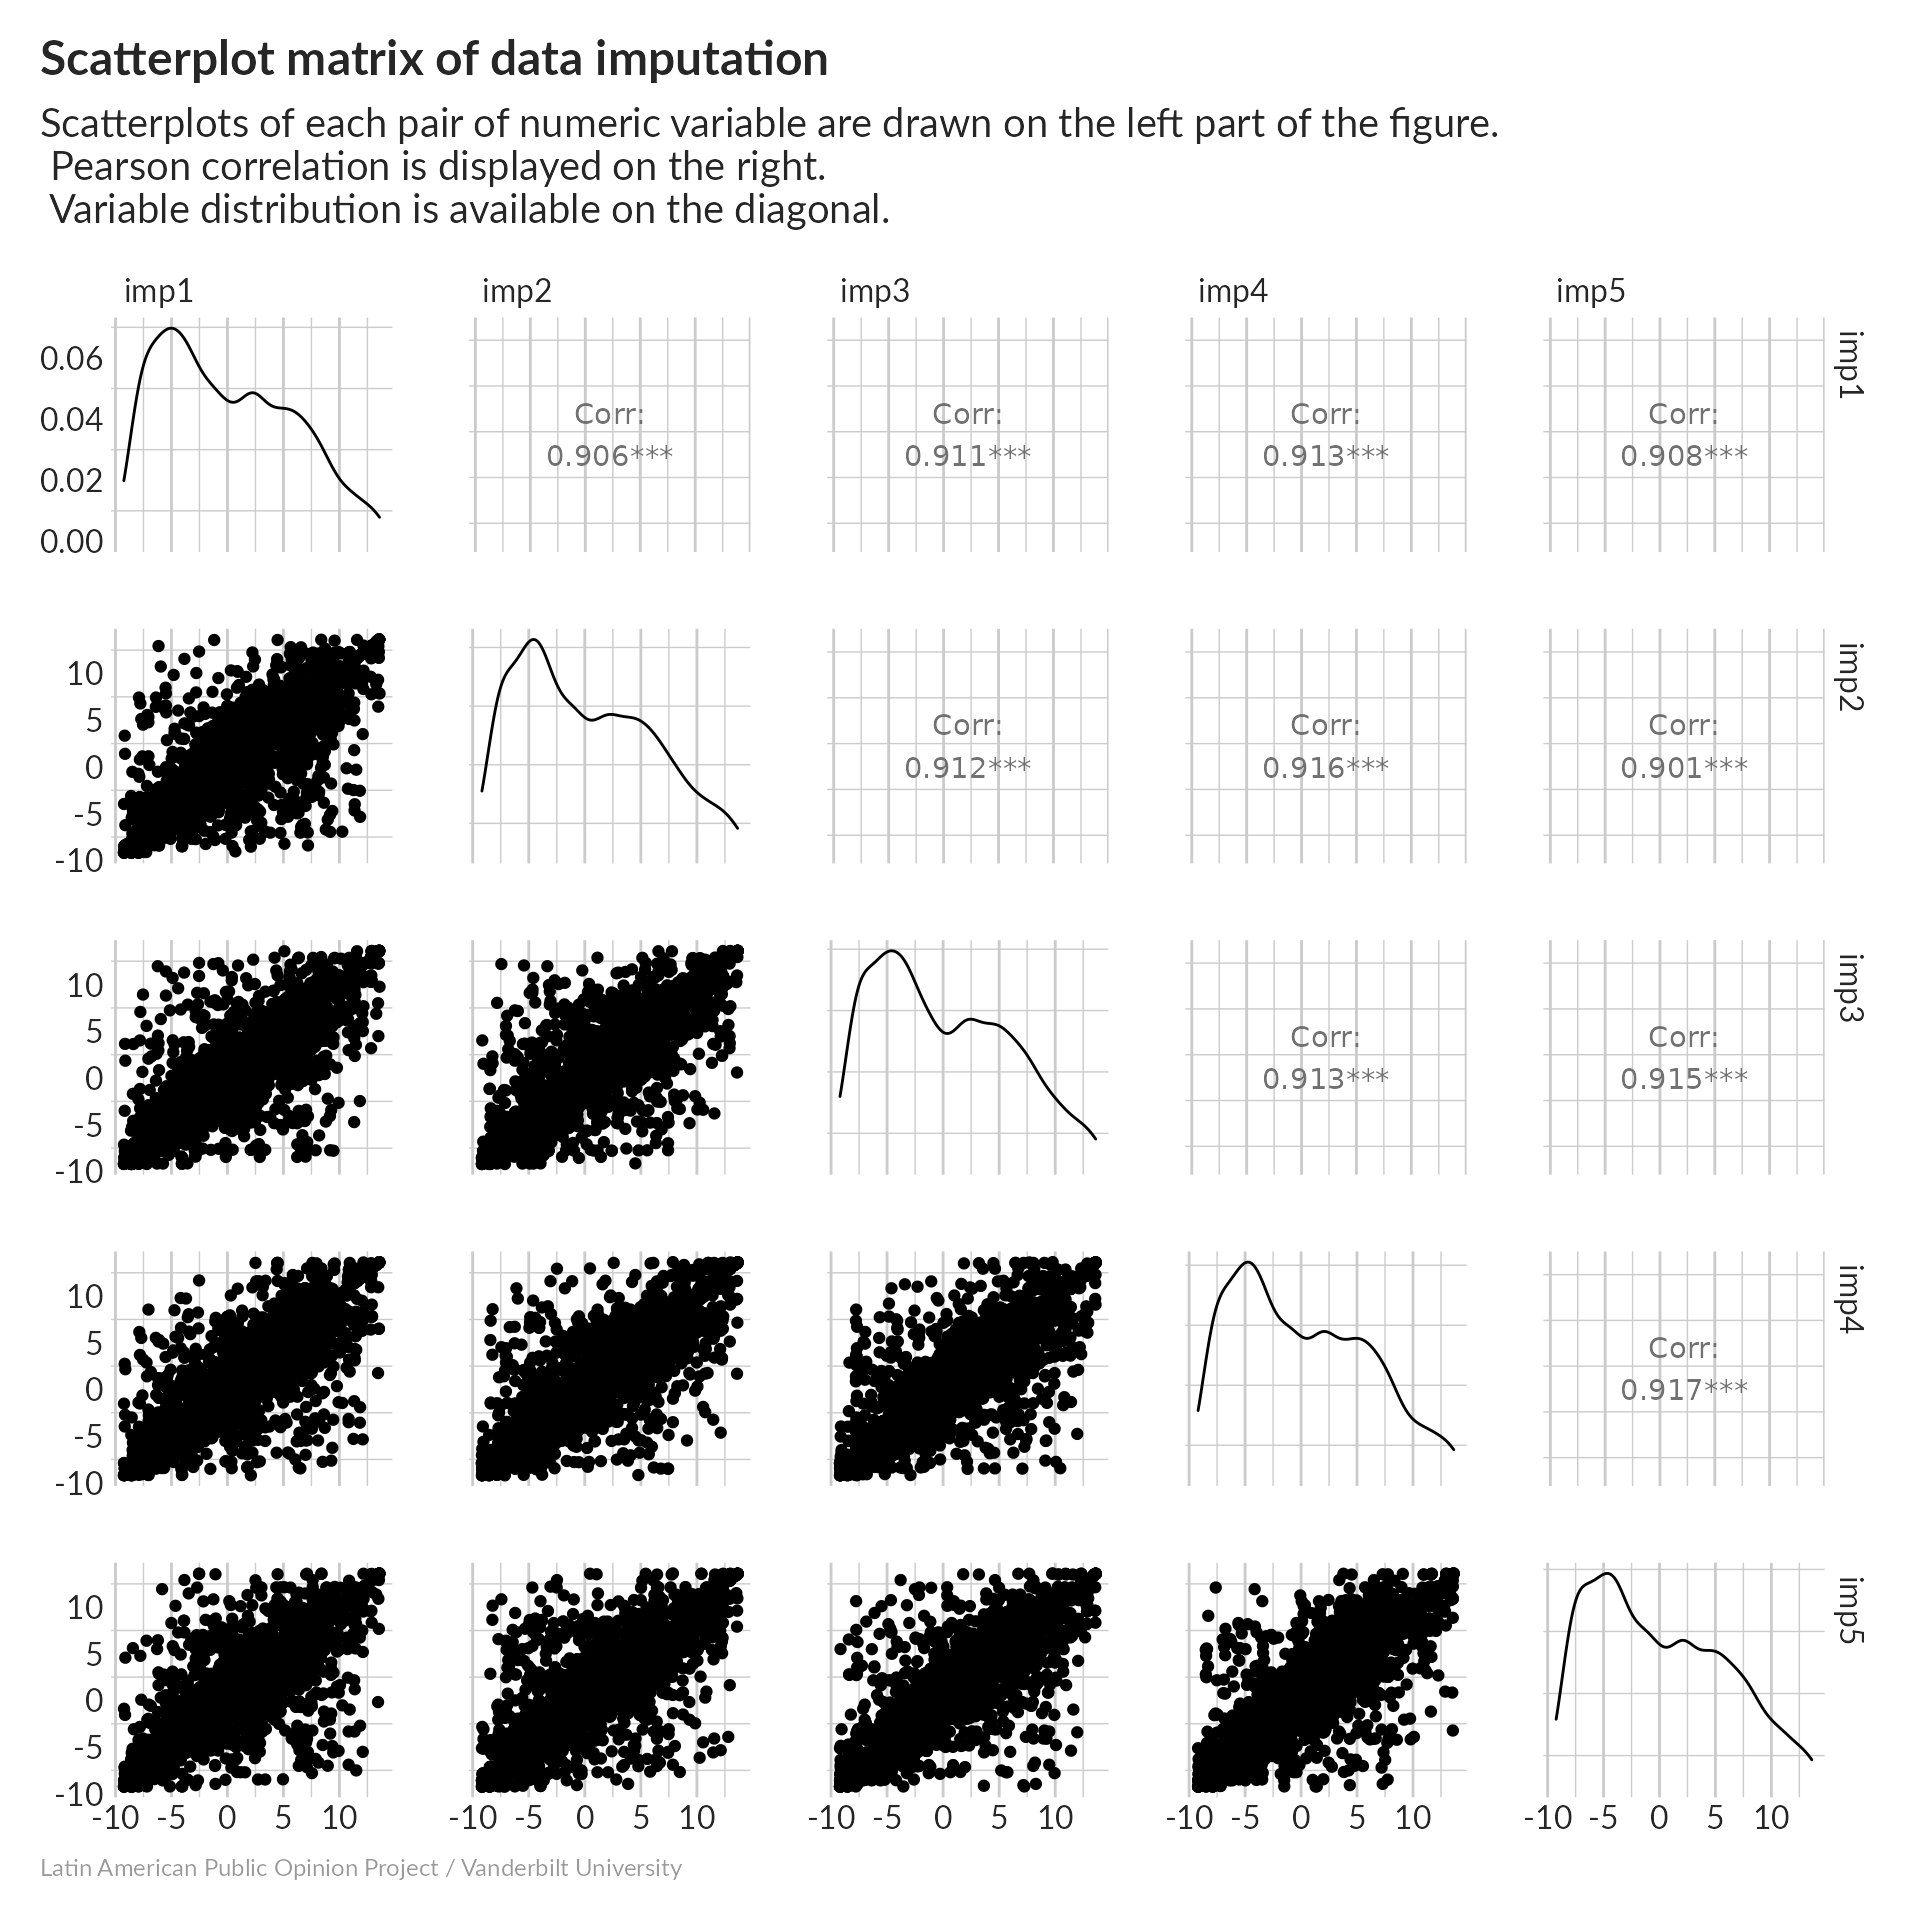 Scatterplot matrix of data imputation
Scatterplots of each pair of numeric variable are drawn on the left part of the figure.
Pearson correlation is displayed on the right.
Variable distribution is available on the diagonal.
imp1 imp2 imp3 imp4 imp5
0.06
0.04
0.02
0.00
Corr:
0.906***
Corr:
0.911***
Corr:
0.913***
Corr:
0.908***
imp1
10
5
0
-5
-10
Corr:
0.912***
Corr:
0.916***
Corr:
0.901***
imp2
10
5
0
-5
-10
Corr:
0.913***
Corr:
0.915***
imp3
10
5
0
-5
-10
Corr:
0.917***
imp4
10
5
0
-5
-10
imp5
-10 -5 0 5 10
-10 -5 0 5 10
-10 -5 0 5 10
-10 -5 0 5 10
-10 -5 0 5 10
Latin American Public Opinion Project / Vanderbilt University